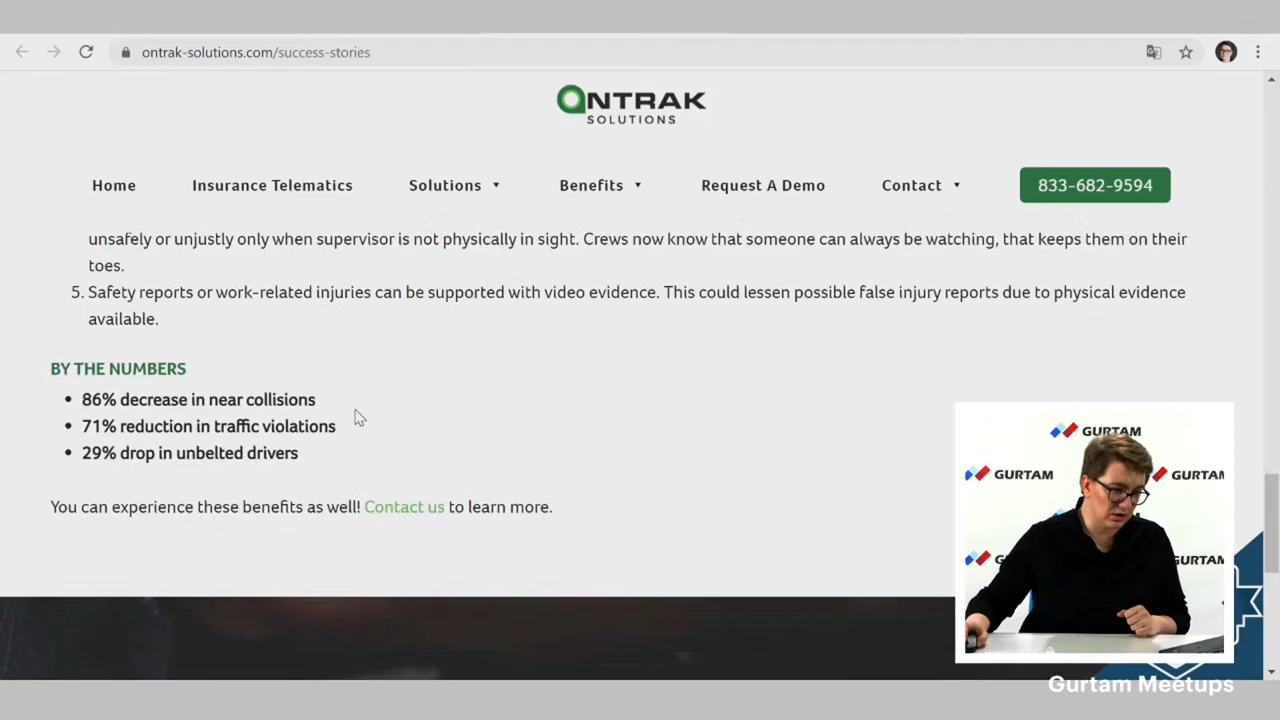 ontrak-solutions.com/success-stories
ONTRAK
SOLUTIONS
Home
Insurance Telematics
Solutions
Benefits
Request A Demo
Contact
833-682-9594
unsafely or unjustly only when supervisor is not physically in sight. Crews now know that someone can always be watching, that keeps them on their
toes.
5. Safety reports or work-related injuries can be supported with video evidence. This could lessen possible false injury reports due to physical evidence
available.
BY THE NUMBERS
• 86% decrease in near collisions
• 71% reduction in traffic violations
• 29% drop in unbelted drivers
You can experience these benefits as well! Contact us to learn more.
GURTAM
GURTAM
GURTAM
GURTAM
Gurtam Meetups